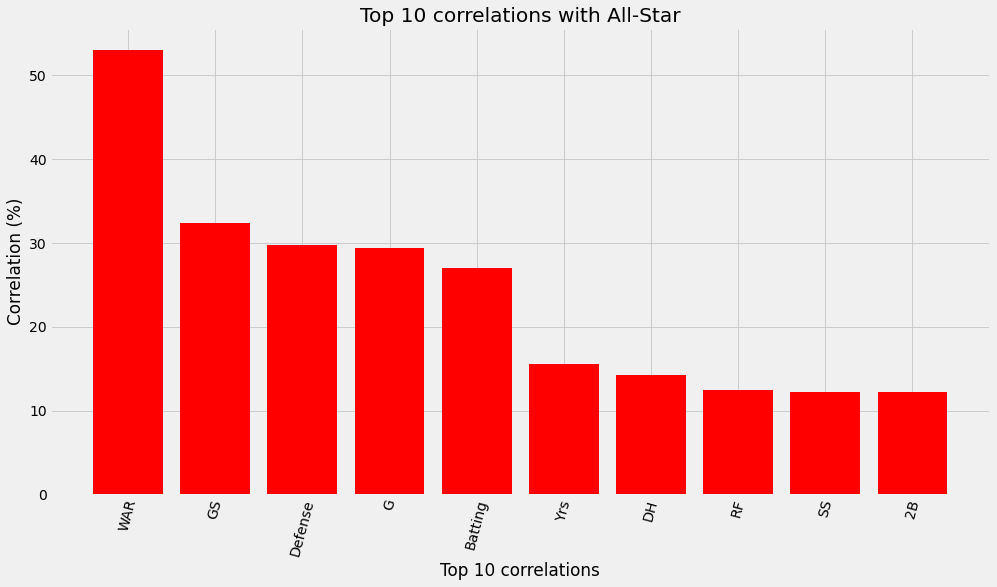 Top 10 correlations with All-Star
Correlation (%)
50
40
30
20
10
0
WAR
GS
Defense
G
Batting
Yrs
DH
RF
SS
2B
Top 10 correlations